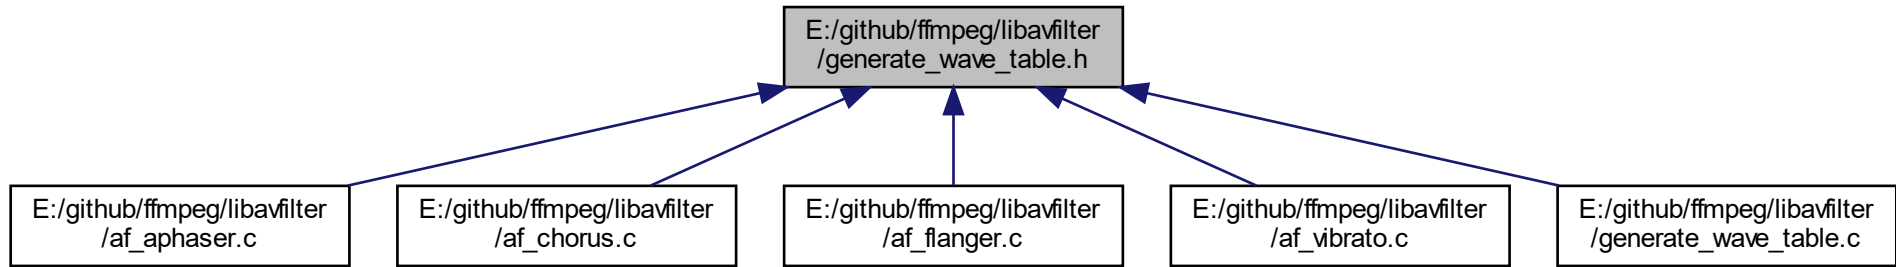 E:/github/ffmpeg/libavfilter
/generate_wave_table.h
E:/github/ffmpeg/libavfilter
/af_aphaser.c
E:/github/ffmpeg/libavfilter
/af_chorus.c
E:/github/ffmpeg/libavfilter
/af_flanger.c
E:/github/ffmpeg/libavfilter
/af_vibrato.c
E:/github/ffmpeg/libavfilter
/generate_wave_table.c